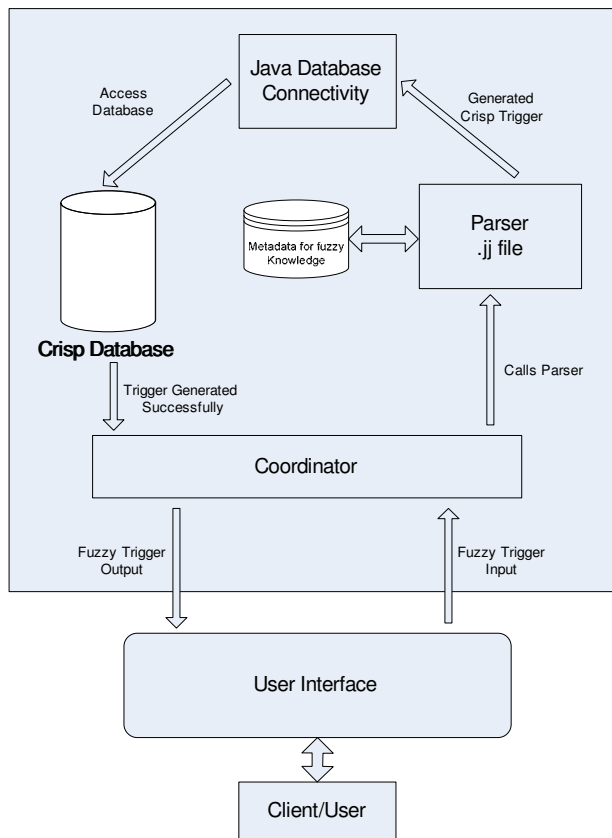 Java Database
Connectivity
Access
Database
Generated
Crisp Trigger
Metadata for fuzzy
Knowledge
Parser
.jj file
Crisp Database
Trigger Generated
Successfully
Calls Parser
Coordinator
Fuzzy Trigger
Output
Fuzzy Trigger
Input
User Interface
Client/User